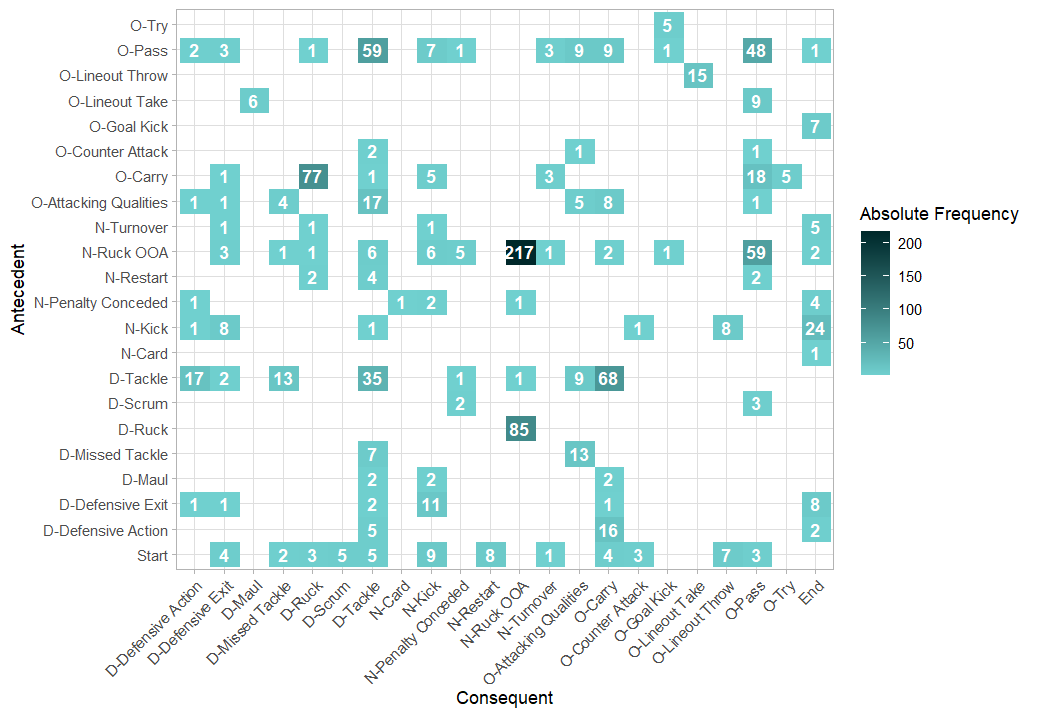 O-Try 5
O-Pass 2 3 1 59 7 1 3 9 9 1 48 1
O-Lineout Throw 15
O-Lineout Take 6 9
O-Goal Kick 7
O-Counter Attack 2 1 1
O-Carry 1 77 1 5 3 18 5
O-Attacking Qualities 1 1 4 17 5 8 1
N-Turnover 1 1 1 5
N-Ruck OOA 3 1 1 6 6 5 217 1 2 1 59 2
N-Restart 2 4 2
N-Penalty Conceded 1 1 2 1 4
N-Kick 1 8 1 1 8 24
N-Card 1
D-Tackle 17 2 13 35 1 1 9 68
D-Scrum 2 3
D-Ruck 85
D-Missed Tackle 7 13
D-Maul 2 2 2
D-Defensive Exit 1 1 2 11 1 8
D-Defensive Action 5 16 2
Start 4 2 3 5 5 9 8 1 4 3 7 3
Antecedent
D-Defensive Action
D-Defensive Exit
D-Maul
D-Missed Tackle
D-Ruck
D-Scrum
D-Tackle
N-Card
N-Kick
N-Penalty Conceded
N-Restart
N-Ruck OOA
N-Turnover
O-Attacking Qualities
O-Carry
O-Counter Attack
O-Goal Kick
O-Lineout Take
O-Lineout Throw
O-Pass
O-Try
End
Consequent
Absolute Frequency
200
150
100
50